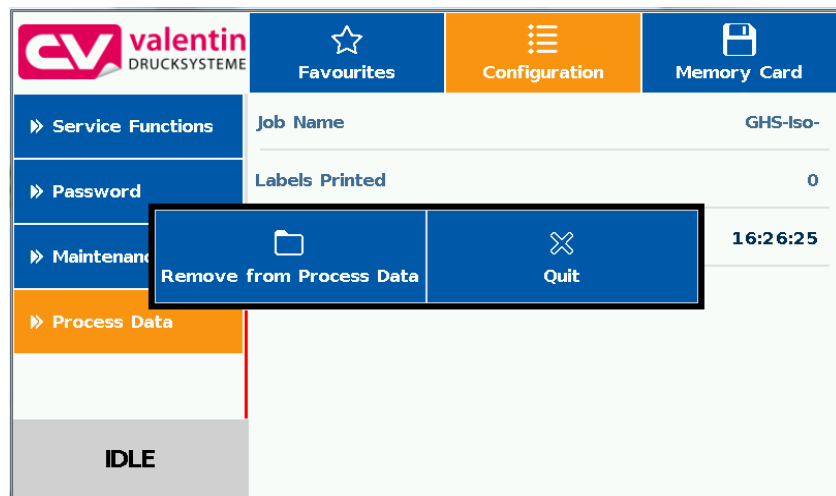 valentin
DRUCKSYSTEME
Favourites
Configuration
Memory Card
Service Functions
Job Name
GHS-Iso-
Password
Labels Printed
0
Maintenanc
16:26:25
Remove from Process Data
Quit
Process Data
IDLE